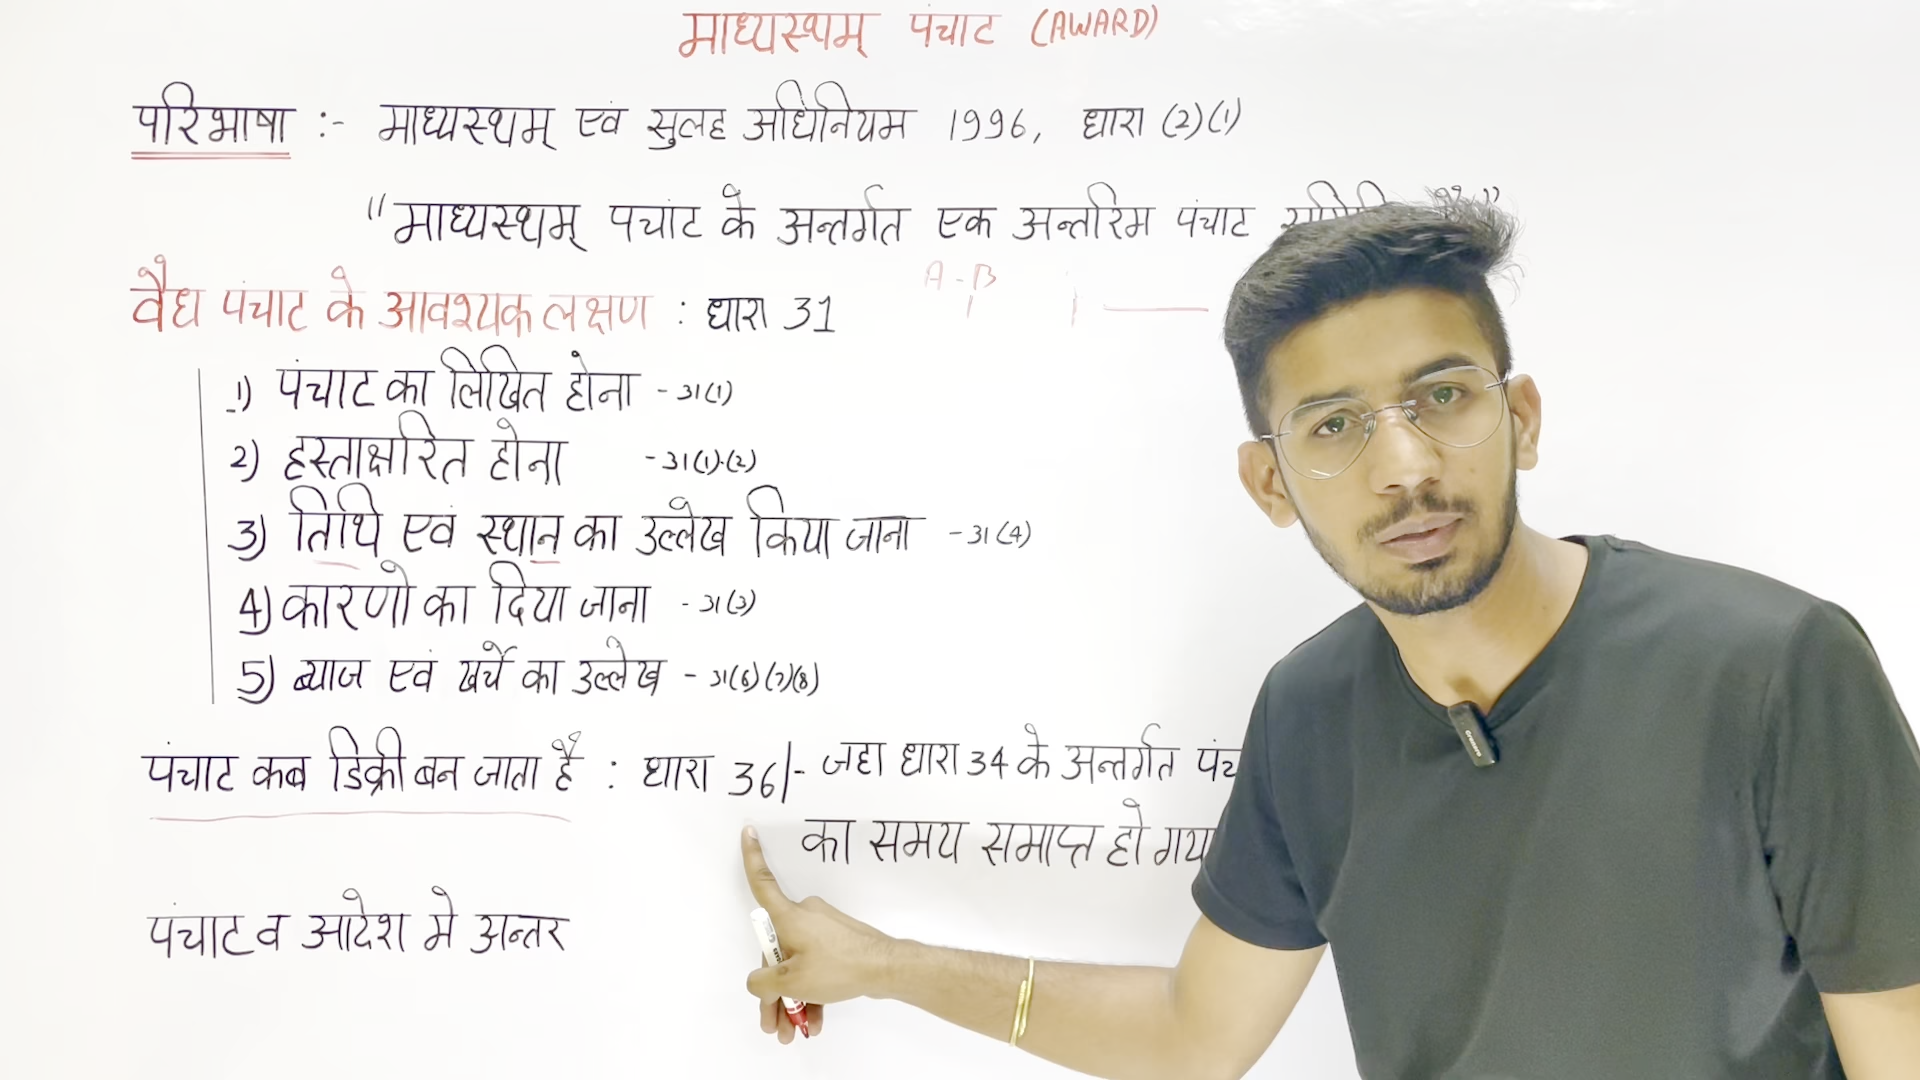 माध्यस्थम् पंचाट (AWARD)
परिभाषा :- माध्यस्थम् एवं सुलह अधिनियम 1996, धारा (2)(1)
"माध्यस्थम् पचांट के अन्तर्गत एक अन्तरिम पंचाट
A - B
वैध पंचाट के आवश्यक लक्षण : धारा 31
1) पंचाट का लिखित होना - 31(1)
2) हस्ताक्षरित होना - 31(1)·(2)
3) तिथि एवं स्थान का उल्लेख किया जाना - 31(4)
4) कारणो का दिया जाना - 31(3)
5) ब्याज एवं खर्चे का उल्लेख - 31(6)(7)(8)
पंचाट कब डिक्री बन जाता है : धारा 36/- जहा धारा 34 के अन्तर्गत पंच
का समय समाप्त हो गय
पंचाट व आदेश मे अन्तर